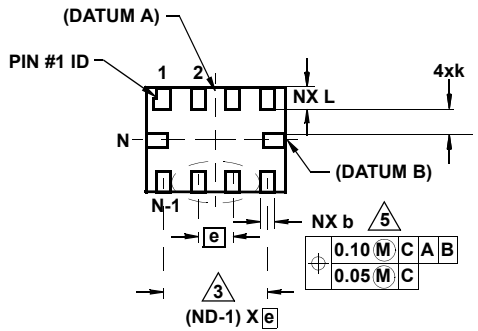 (DATUM A)
PIN #1 ID
1 2
NX L
4xk
N
(DATUM B)
N-1
NX b 5
e
0.10 M C A B
0.05 M C
3
(ND-1) X e